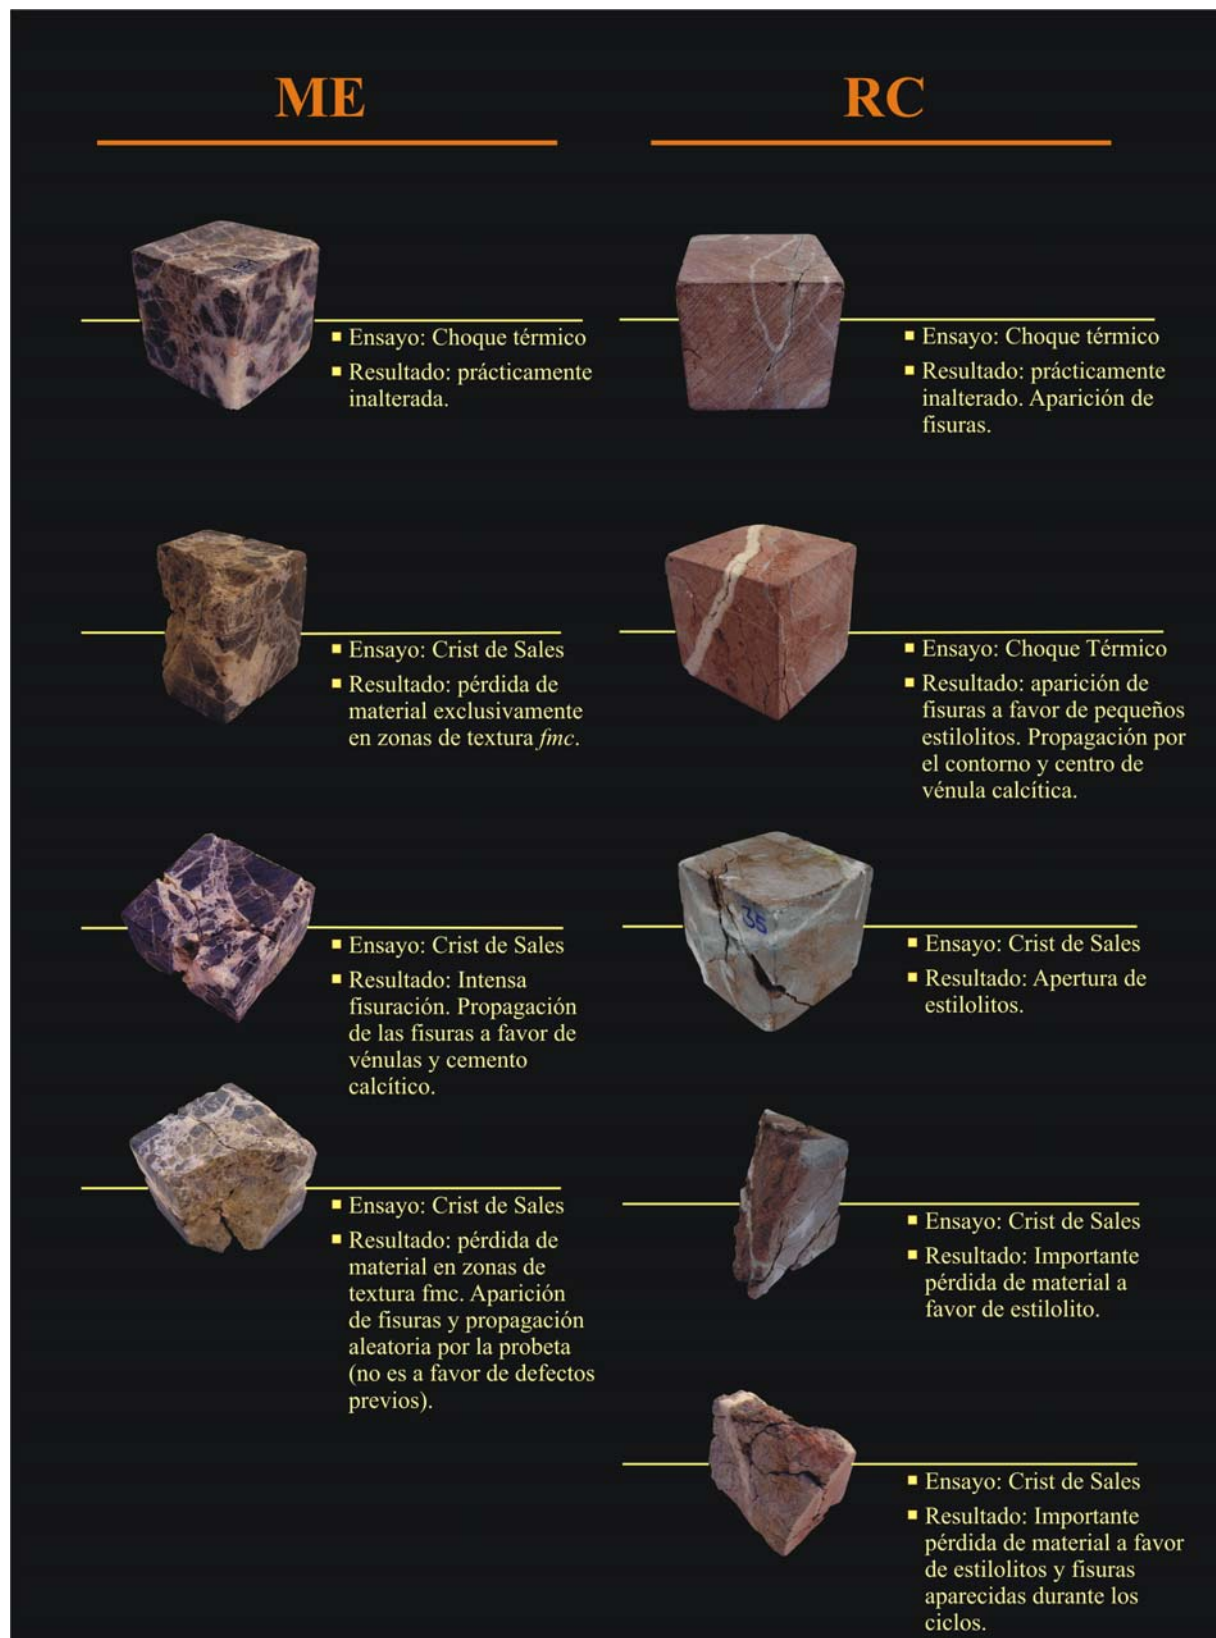 ME
Ensayo: Choque térmico
Resultado: prácticamente
inalterada.
Ensayo: Crist de Sales
Resultado: pérdida de
material exclusivamente
en zonas de textura fmc.
Ensayo: Crist de Sales
Resultado: Intensa
fisuración. Propagación
de las fisuras a favor de
vénulas y cemento
calcítico.
Ensayo: Crist de Sales
Resultado: pérdida de
material en zonas de
textura fmc. Aparición
de fisuras y propagación
aleatoria por la probeta
(no es a favor de defectos
previos).
RC
Ensayo: Choque térmico
Resultado: prácticamente
inalterado. Aparición de
fisuras.
Ensayo: Choque Térmico
Resultado: aparición de
fisuras a favor de pequeños
estilolitos. Propagación por
el contorno y centro de
vénula calcítica.
35
Ensayo: Crist de Sales
Resultado: Apertura de
estilolitos.
Ensayo: Crist de Sales
Resultado: Importante
pérdida de material a
favor de estilolito.
Ensayo: Crist de Sales
Resultado: Importante
pérdida de material a favor
de estilolitos y fisuras
aparecidas durante los
ciclos.